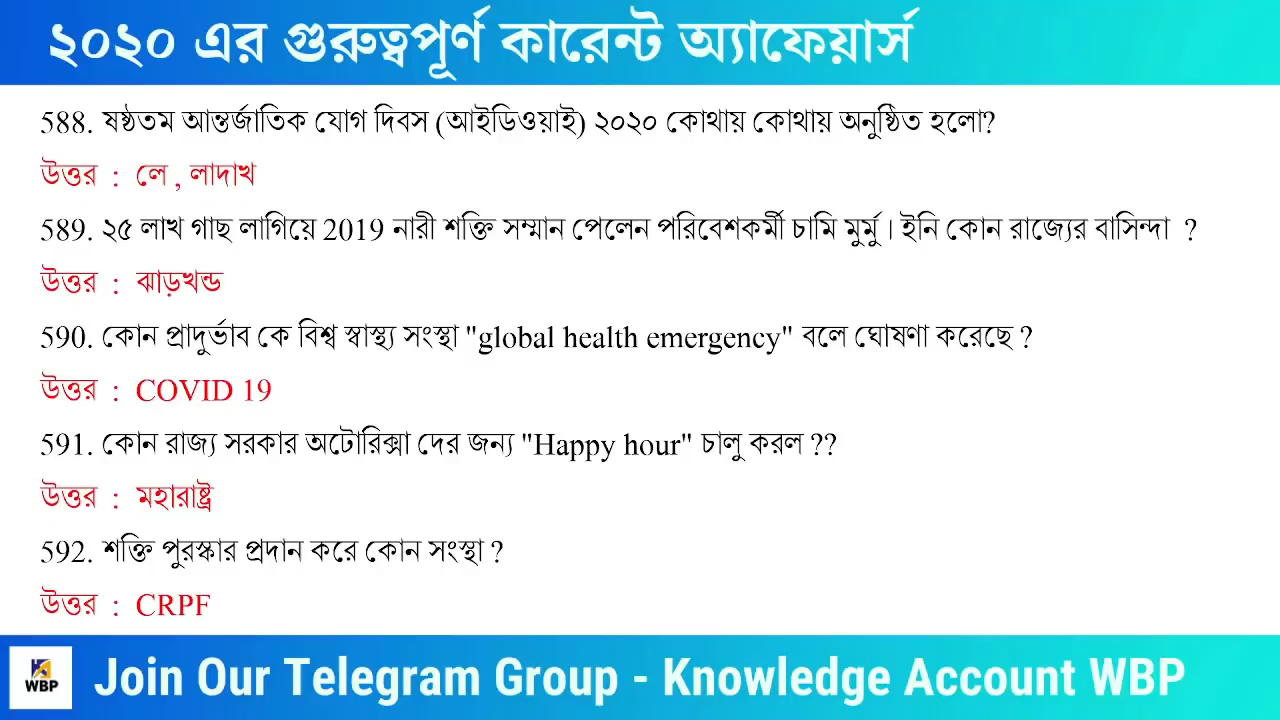 ২০২০ এর গুরুত্বপূর্ণ কারেন্ট অ্যাফেয়ার্স
588. ষষ্ঠতম আন্তর্জাতিক যোগ দিবস (আইডিওয়াই) ২০২০ কোথায় কোথায় অনুষ্ঠিত হলো?
উত্তর : লে , লাদাখ
589. ২৫ লাখ গাছ লাগিয়ে 2019 নারী শক্তি সম্মান পেলেন পরিবেশকর্মী চামি মুর্মু। ইনি কোন রাজ্যের বাসিন্দা ?
উত্তর : ঝাড়খন্ড
590. কোন প্রাদুর্ভাব কে বিশ্ব স্বাস্থ্য সংস্থা "global health emergency" বলে ঘোষণা করেছে ?
উত্তর : COVID 19
591. কোন রাজ্য সরকার অটোরিক্সা দের জন্য "Happy hour" চালু করল ??
উত্তর : মহারাষ্ট্র
592. শক্তি পুরস্কার প্রদান করে কোন সংস্থা ?
উত্তর : CRPF
WBP
Join Our Telegram Group - Knowledge Account WBP